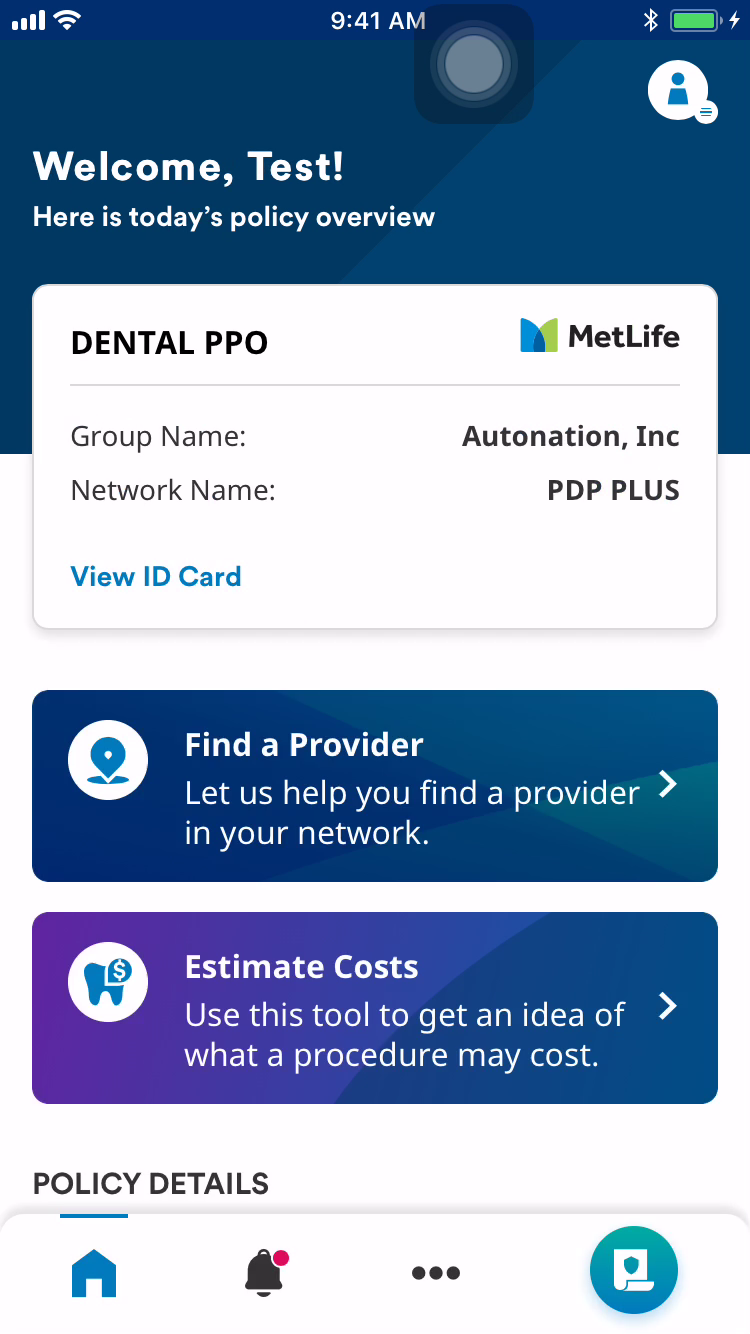 9:41 AM
Welcome, Test!
Here is today’s policy overview
DENTAL PPO
MetLife
Group Name: Autonation, Inc
Network Name: PDP PLUS
View ID Card
Find a Provider
Let us help you find a provider
in your network.
$
Estimate Costs
Use this tool to get an idea of
what a procedure may cost.
POLICY DETAILS